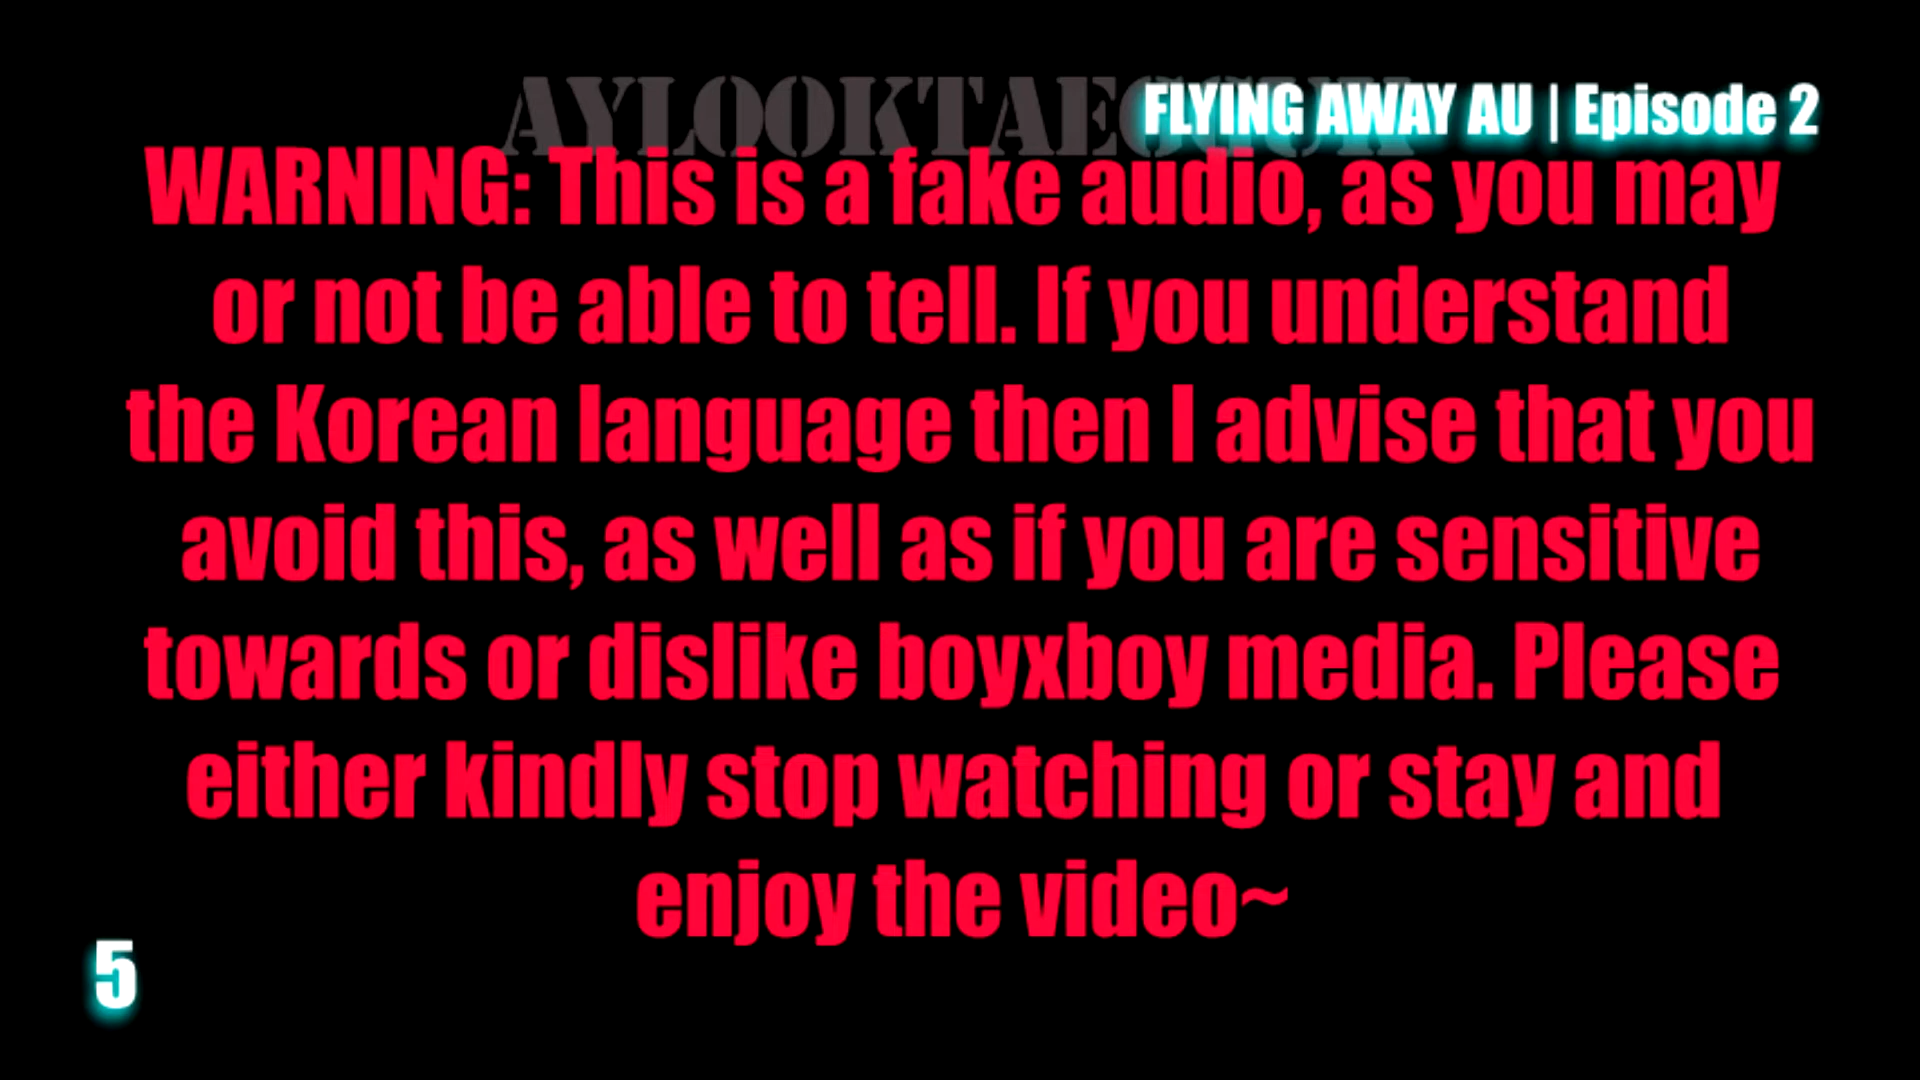 AYLOOKTAEGGUK
FLYING AWAY AU | Episode 2
WARNING: This is a fake audio, as you may
or not be able to tell. If you understand
the Korean language then I advise that you
avoid this, as well as if you are sensitive
towards or dislike boyxboy media. Please
either kindly stop watching or stay and
enjoy the video~
5